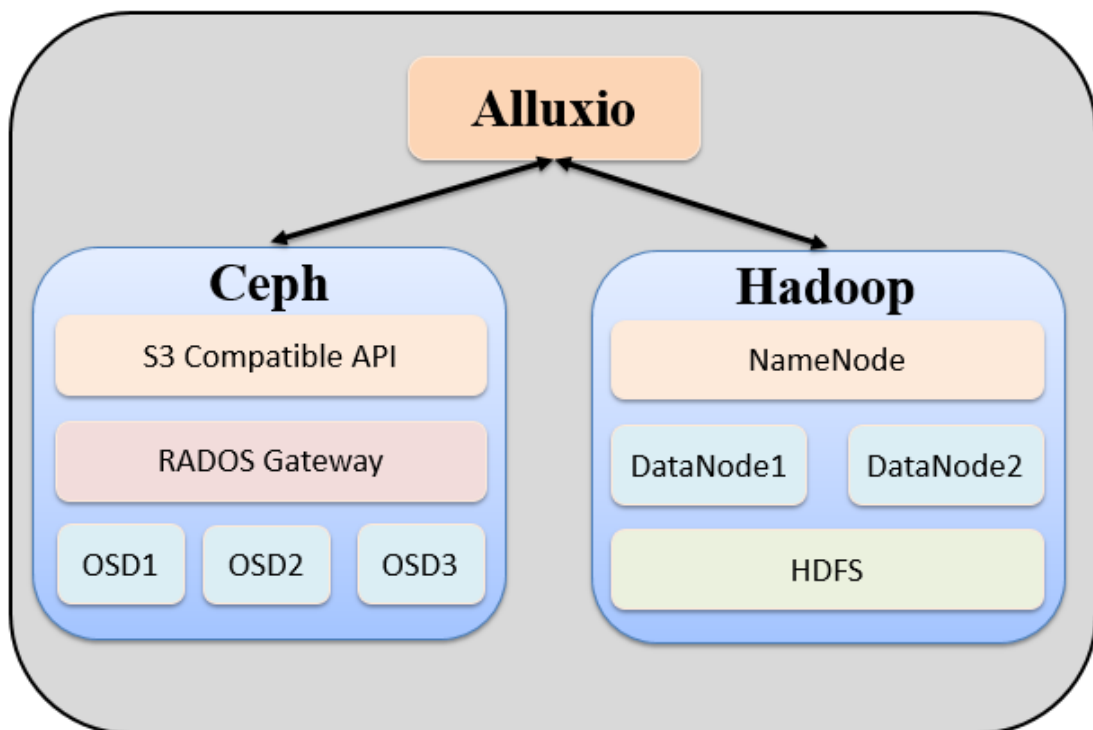 Alluxio
Ceph
S3 Compatible API
RADOS Gateway
OSD1
OSD2
OSD3
Hadoop
NameNode
DataNode1
DataNode2
HDFS